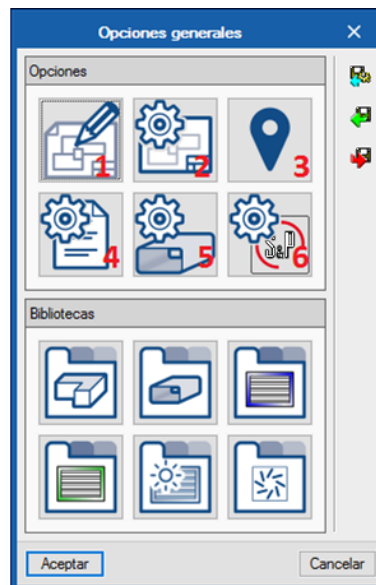 Opciones generales
Opciones
1 2 3
4 5 S&P 6
Bibliotecas
Aceptar Cancelar